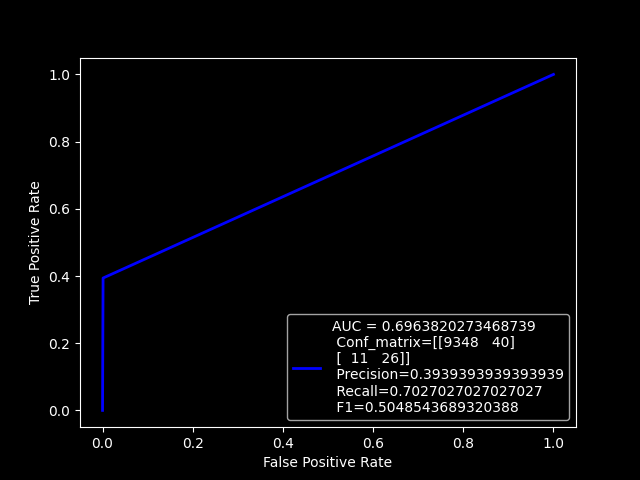 1.0
0.8
0.6
0.4
0.2
0.0
True Positive Rate
AUC = 0.6963820273468739
Conf_matrix=[[9348   40]
[  11   26]]
Precision=0.3939393939393939
Recall=0.7027027027027027
F1=0.5048543689320388
0.0 0.2 0.4 0.6 0.8 1.0
False Positive Rate